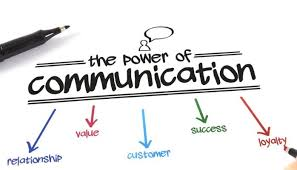 the power of
communication
value
success
relationship
customer
loyalty